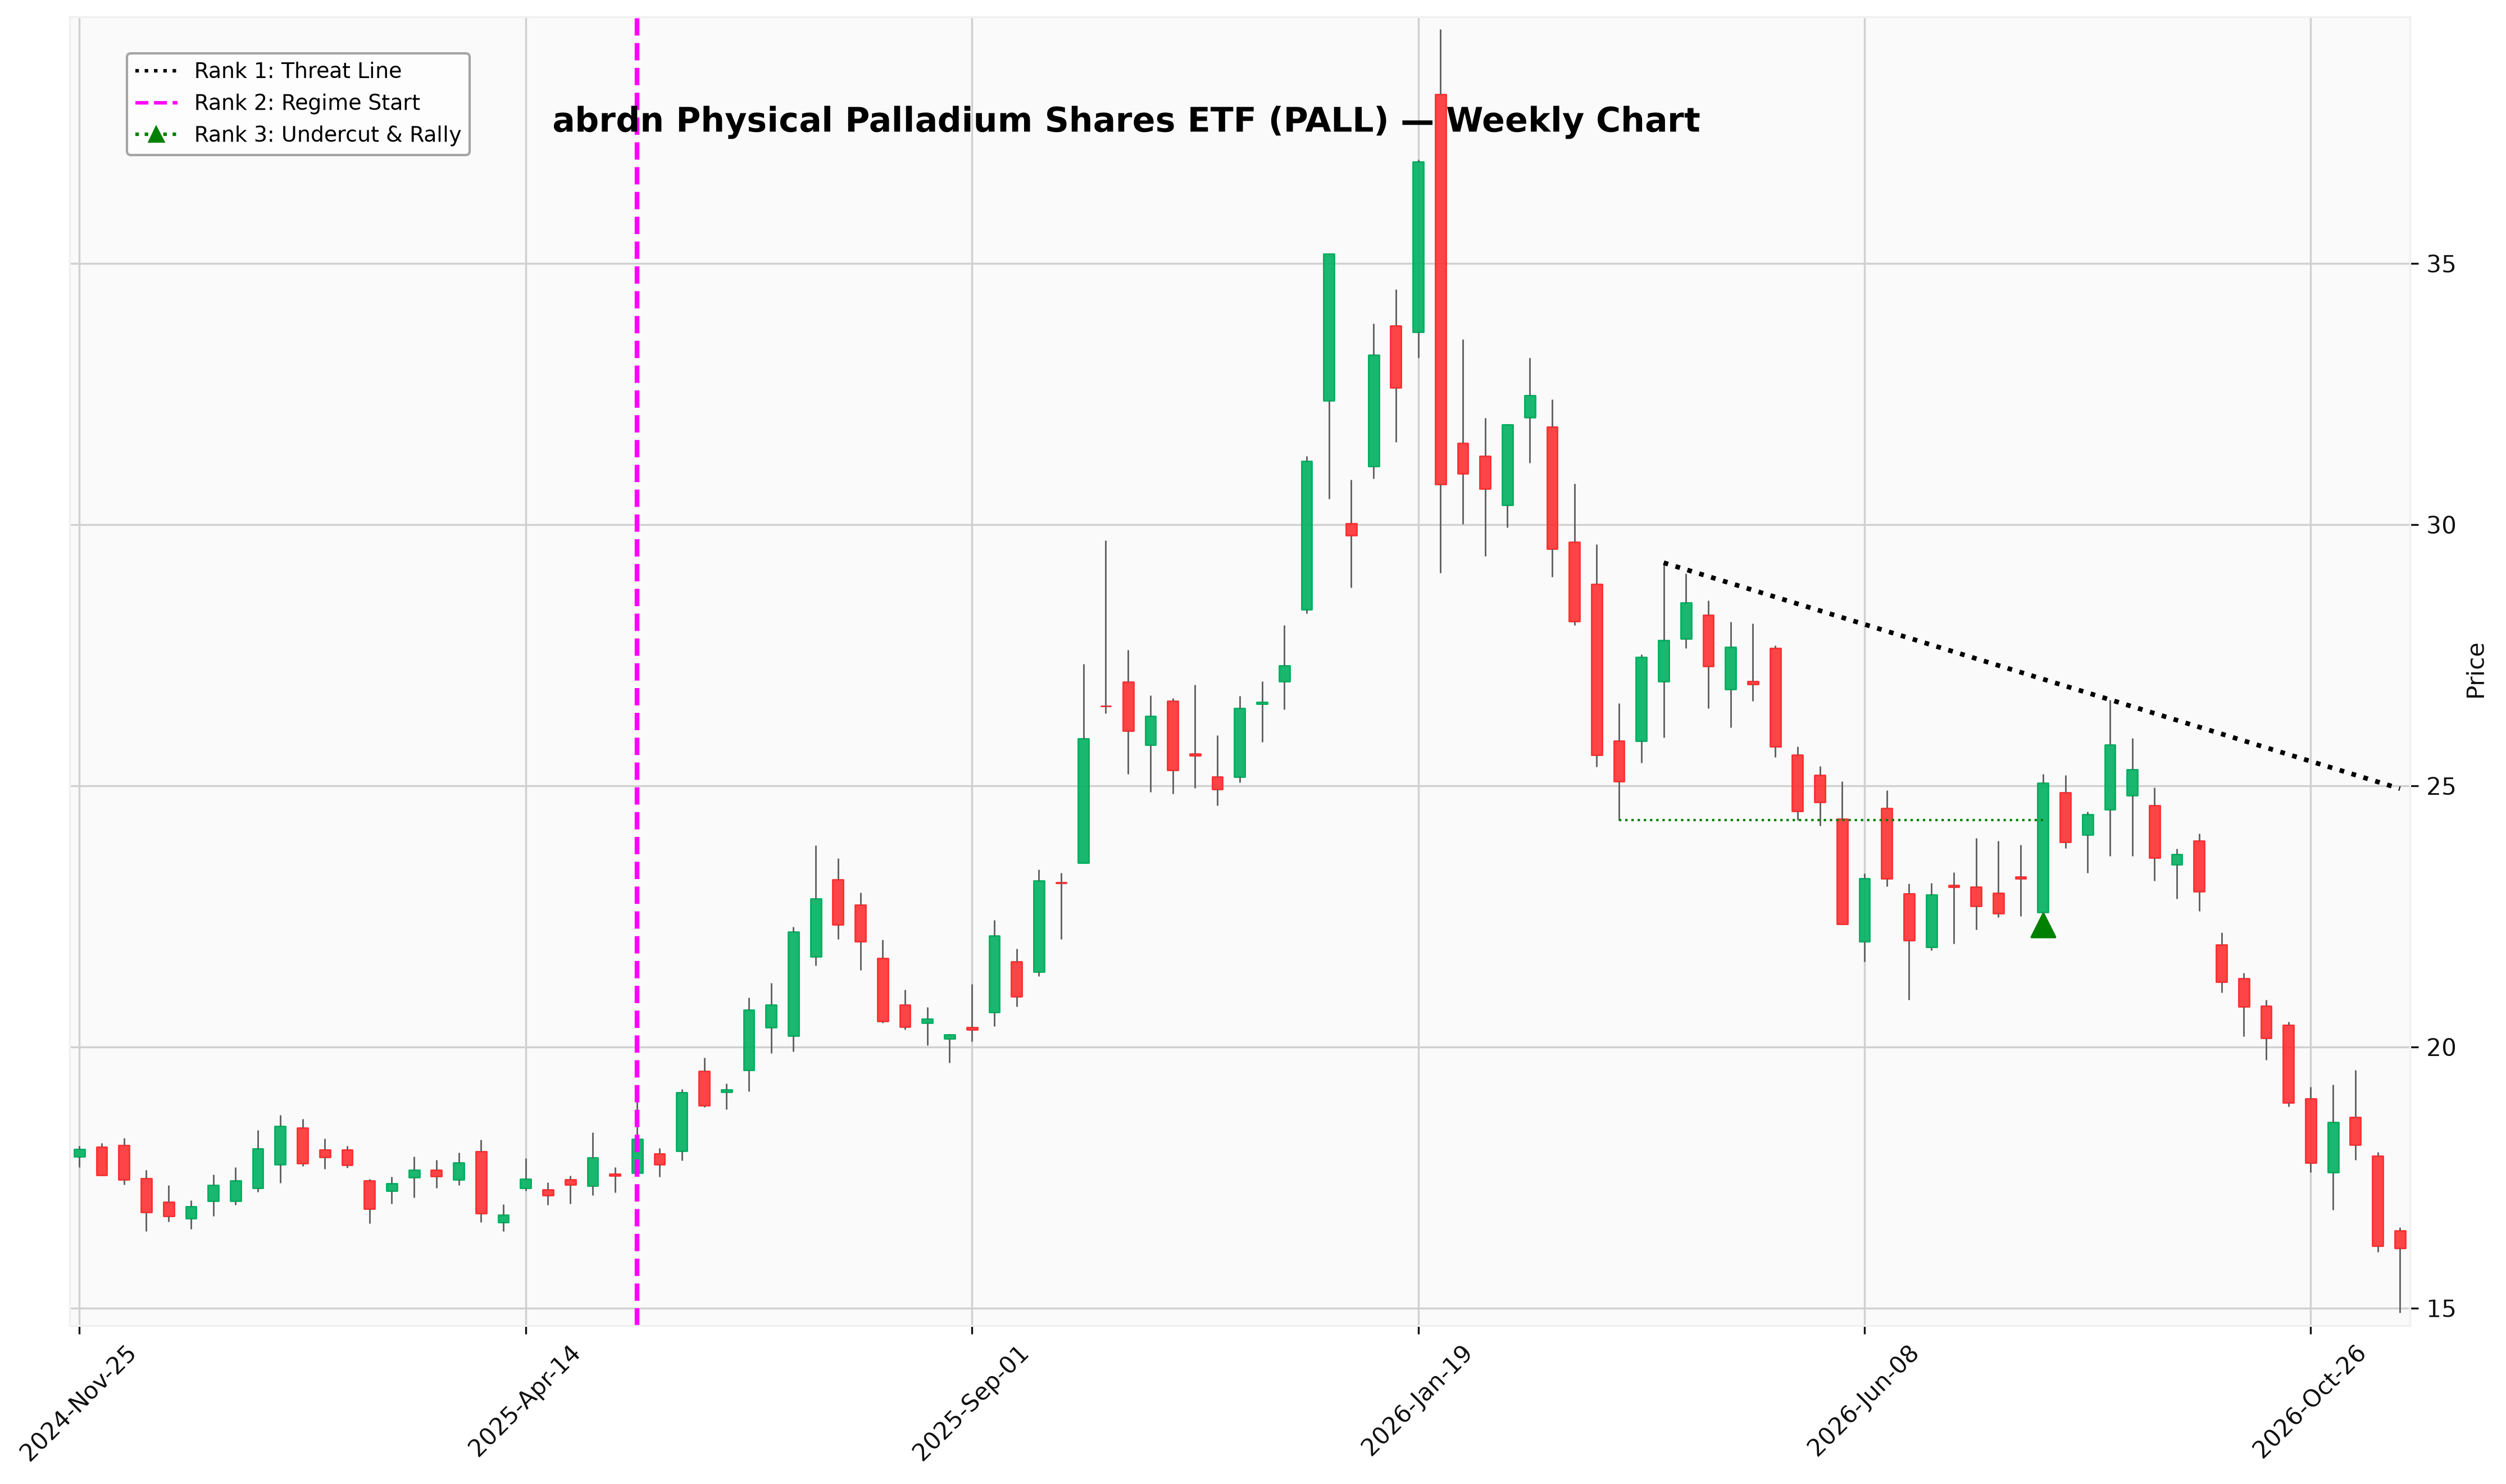 Rank 1: Threat Line
Rank 2: Regime Start
Rank 3: Undercut & Rally
abrdn Physical Palladium Shares ETF (PALL) — Weekly Chart
35
30
25
20
15
Price
2024-Nov-25
2025-Apr-14
2025-Sep-01
2026-Jan-19
2026-Jun-08
2026-Oct-26